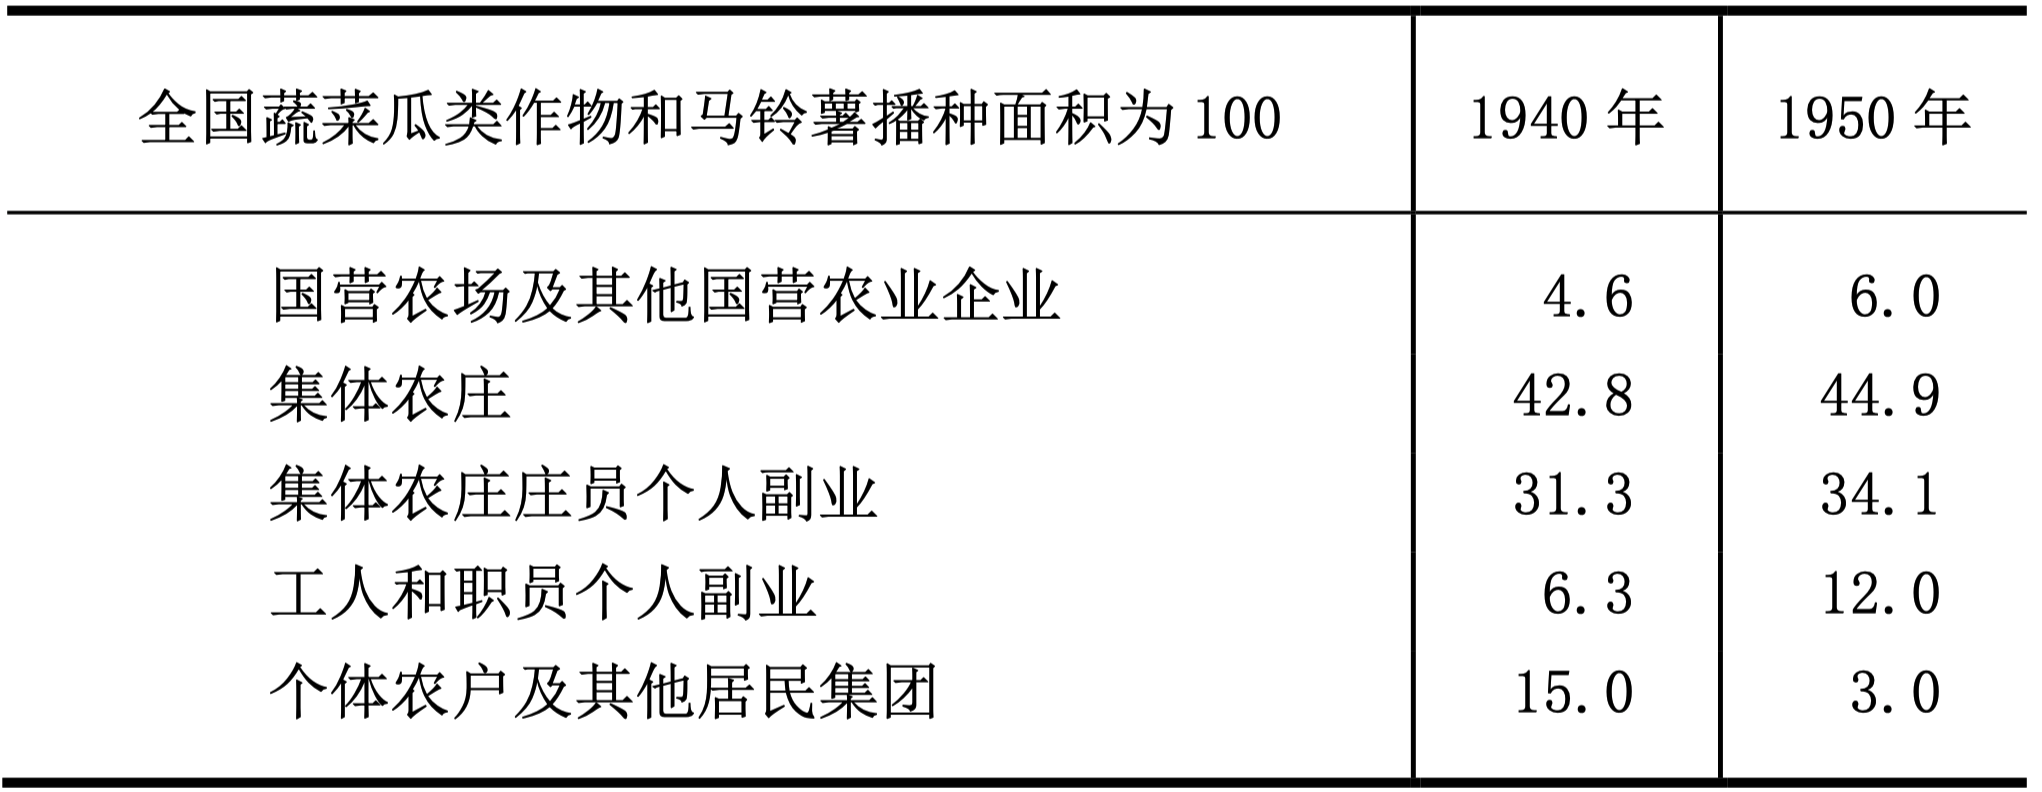 全国蔬菜瓜类作物和马铃薯播种面积为 100 1940 年 1950 年
国营农场及其他国营农业企业 4.6 6.0
集体农庄 42.8 44.9
集体农庄庄员个人副业 31.3 34.1
工人和职员个人副业 6.3 12.0
个体农户及其他居民集团 15.0 3.0